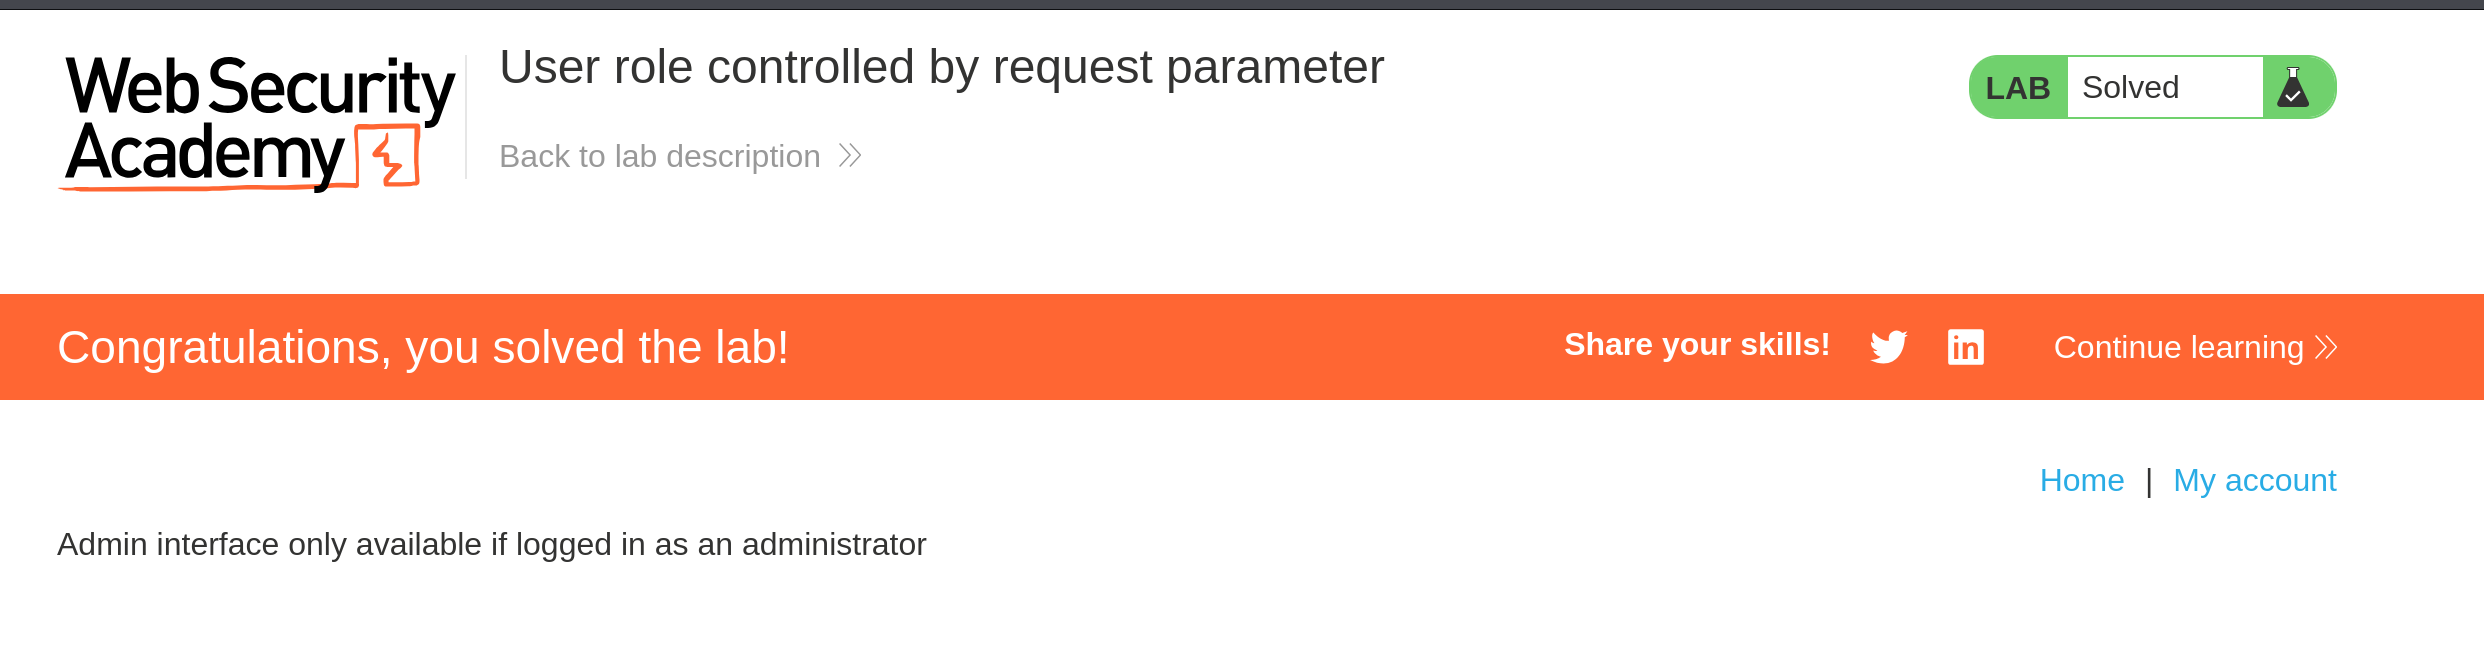 Web Security
Academy
User role controlled by request parameter
Back to lab description
LAB Solved
Congratulations, you solved the lab!
Share your skills!
Continue learning
Home | My account
Admin interface only available if logged in as an administrator